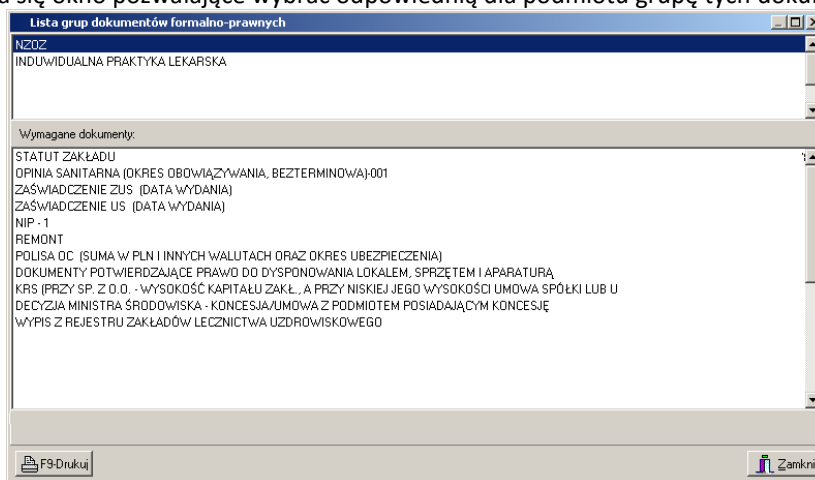 się okno pozwalające wybrać odpowiednią dla podmiotu grupę tych
Lista grup dokumentów formalno-prawnych
NZOZ
INDUWIDUALNA PRAKTYKA LEKARSKA
Wymagane dokumenty:
STATUT ZAKŁADU
OPINIA SANITARNA (OKRES OBOWIĄZYWANIA, BEZTERMINOWA)-001
ZAŚWIADCZENIE ZUS (DATA WYDANIA)
ZAŚWIADCZENIE US (DATA WYDANIA)
NIP - 1
REMONT
POLISA OC (SUMA W PLN I INNYCH WALUTACH ORAZ OKRES UBEZPIECZENIA)
DOKUMENTY POTWIERDZAJĄCE PRAWO DO DYSPONOWANIA LOKALEM, SPRZĘTEM I APARATURĄ
KRS (PRZY SP. Z O.O. - WYSOKOŚĆ KAPITAŁU ZAKŁ., A PRZY NISKIEJ JEGO WYSOKOŚCI UMOWA SPÓŁKI LUB U
DECYZJA MINISTRA ŚRODOWISKA - KONCESJA/UMOWA Z PODMIOTEM POSIADAJĄCYM KONCESJĘ
WYPIS Z REJESTRU ZAKŁADÓW LECZNICTWA UZDROWISKOWEGO
F9-Drukuj
Zamkni